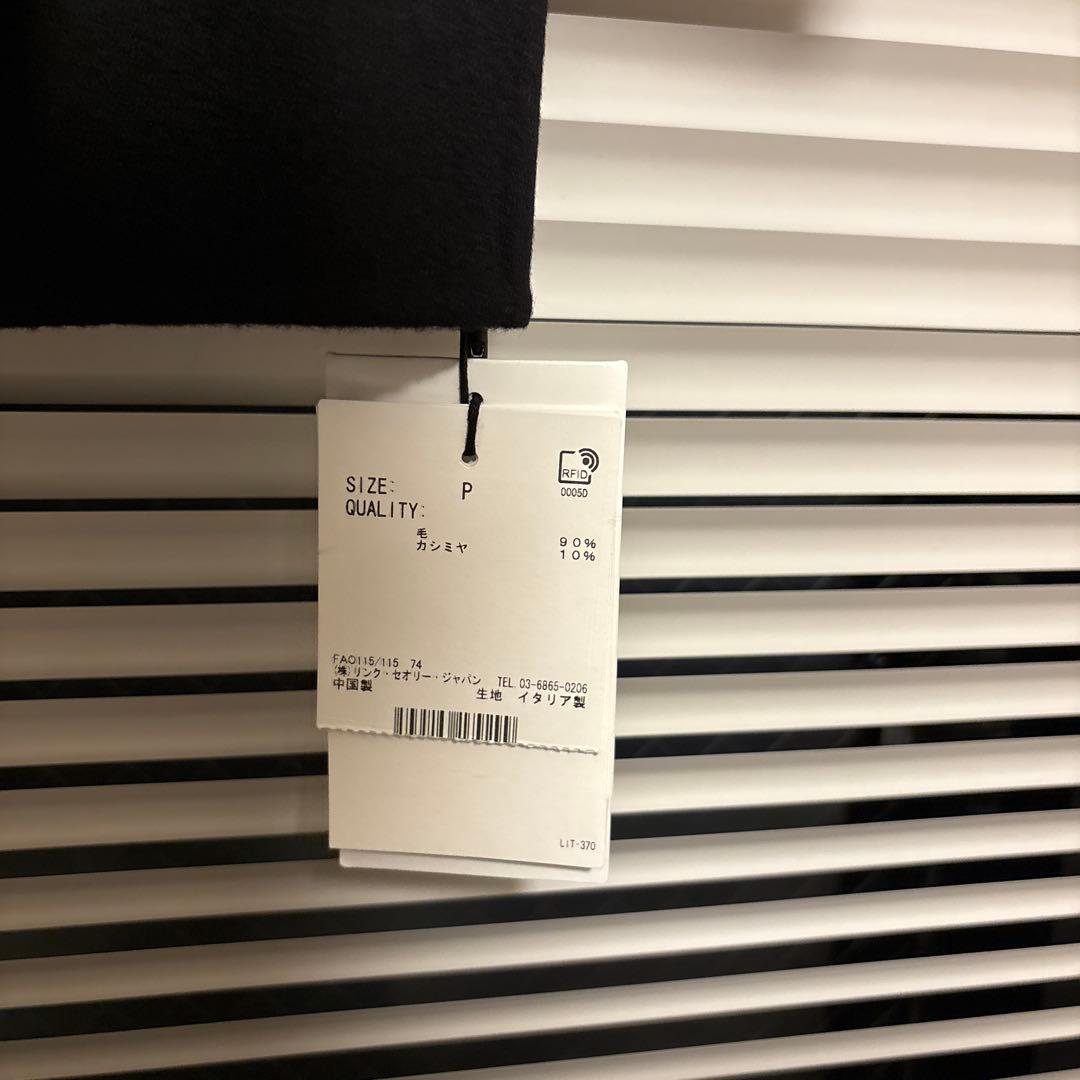 RFID
0005D
SIZE: P
QUALITY:
毛 90%
カシミヤ 10%
FAO115/115 74
(株)リンク・セオリー・ジャパン TEL.03-6865-0206
中国製 生地 イタリア製
LIT-370